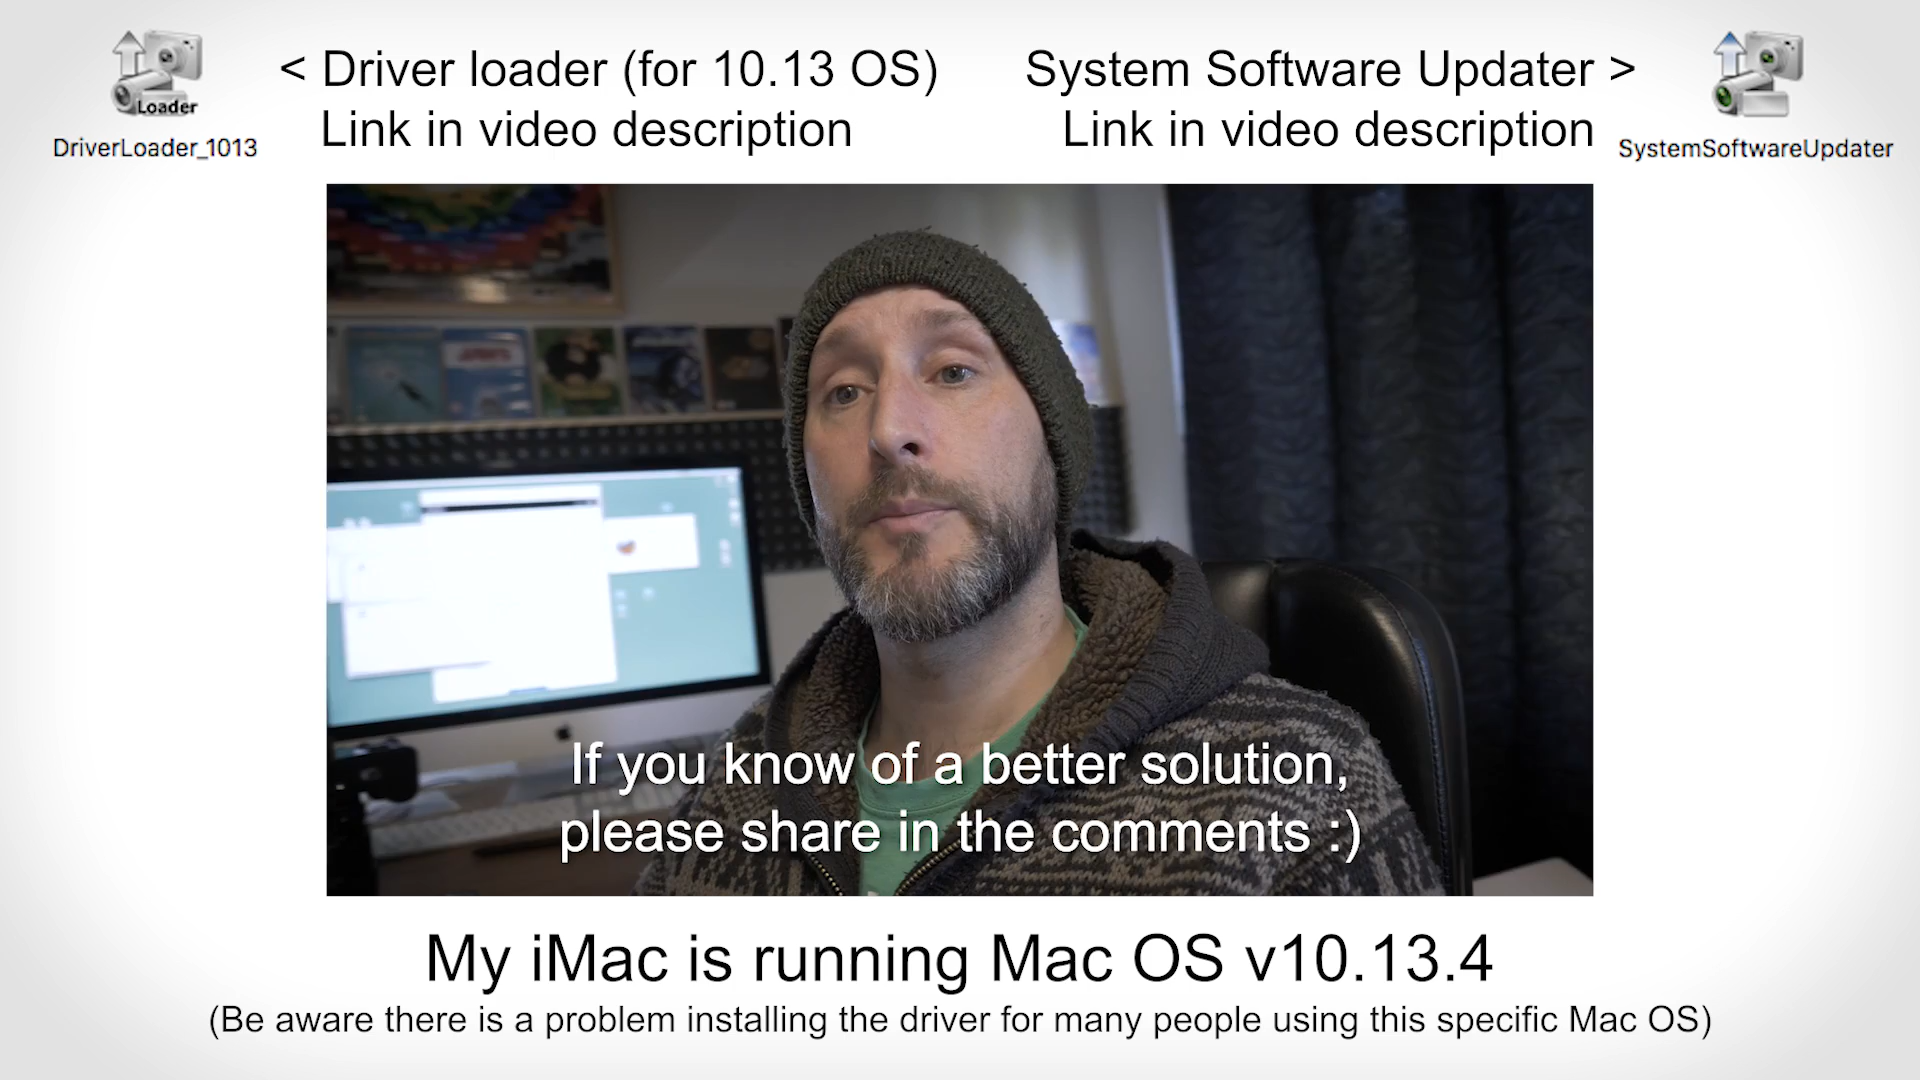 < Driver loader (for 10.13 OS)
Link in video description
System Software Updater >
Link in video description
Loader
DriverLoader_1013
SystemSoftwareUpdater
If you know of a better solution,
please share in the comments :)
My iMac is running Mac OS v10.13.4
(Be aware there is a problem installing the driver for many people using this specific Mac OS)